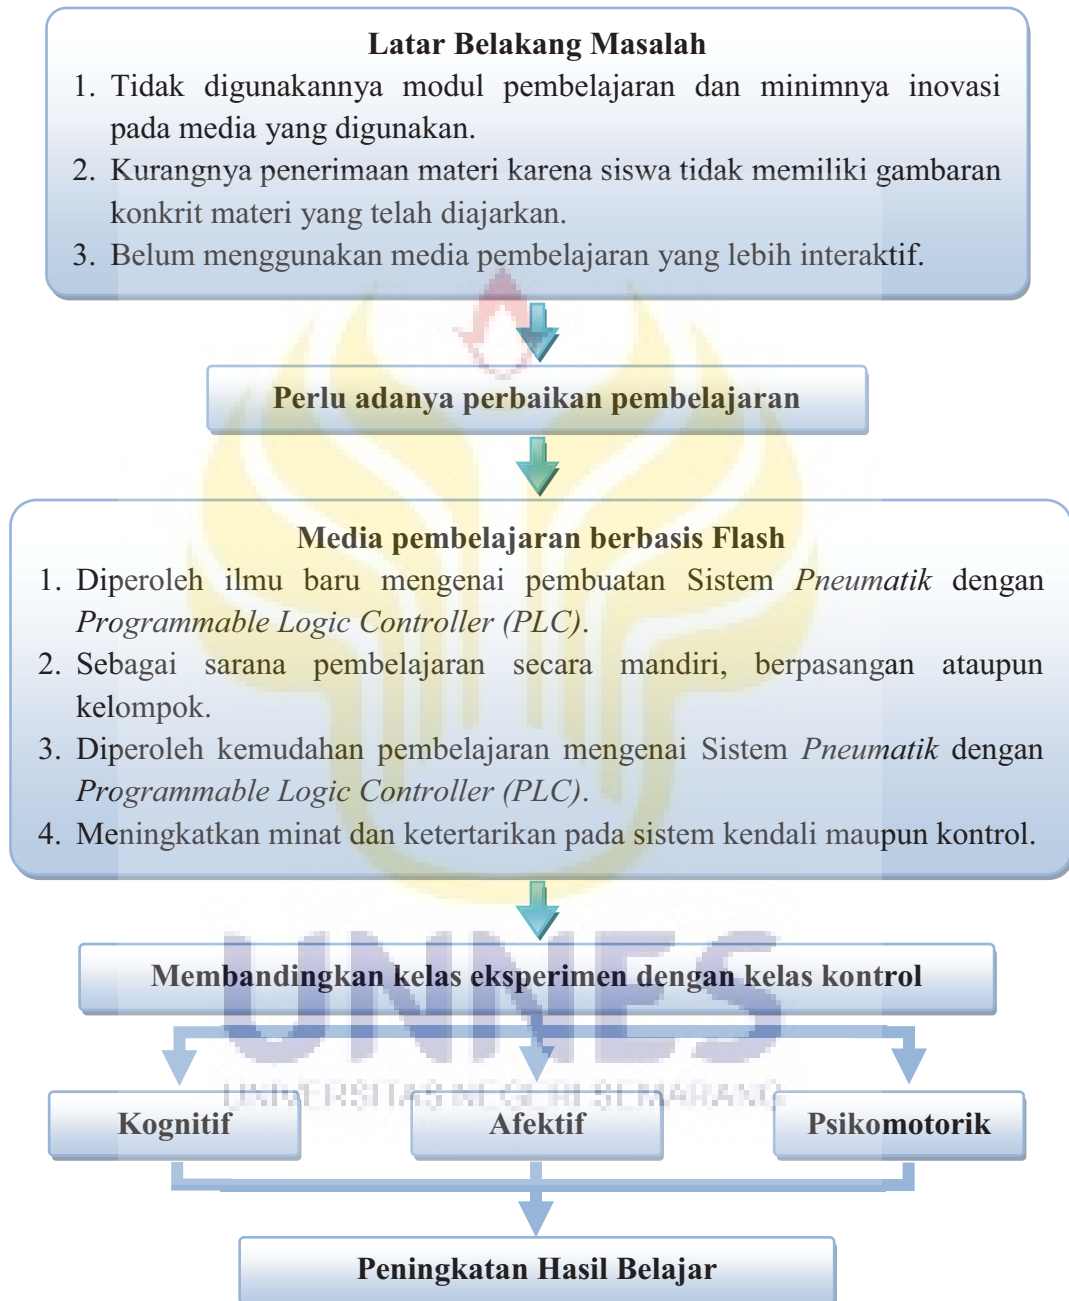 Latar Belakang Masalah
1. Tidak digunakannya modul pembelajaran dan minimnya inovasi
pada media yang digunakan.
2. Kurangnya penerimaan materi karena siswa tidak memiliki gambaran
konkrit materi yang telah diajarkan.
3. Belum menggunakan media pembelajaran yang lebih interaktif.
Perlu adanya perbaikan pembelajaran
Media pembelajaran berbasis Flash
1. Diperoleh ilmu baru mengenai pembuatan Sistem Pneumatik dengan
Programmable Logic Controller (PLC).
2. Sebagai sarana pembelajaran secara mandiri, berpasangan ataupun
kelompok.
3. Diperoleh kemudahan pembelajaran mengenai Sistem Pneumatik dengan
Programmable Logic Controller (PLC).
4. Meningkatkan minat dan ketertarikan pada sistem kendali maupun kontrol.
Membandingkan kelas eksperimen dengan kelas kontrol
UNNES
UNIVERSITAS NEGERI SEMARANG
Kognitif
Afektif
Psikomotorik
Peningkatan Hasil Belajar